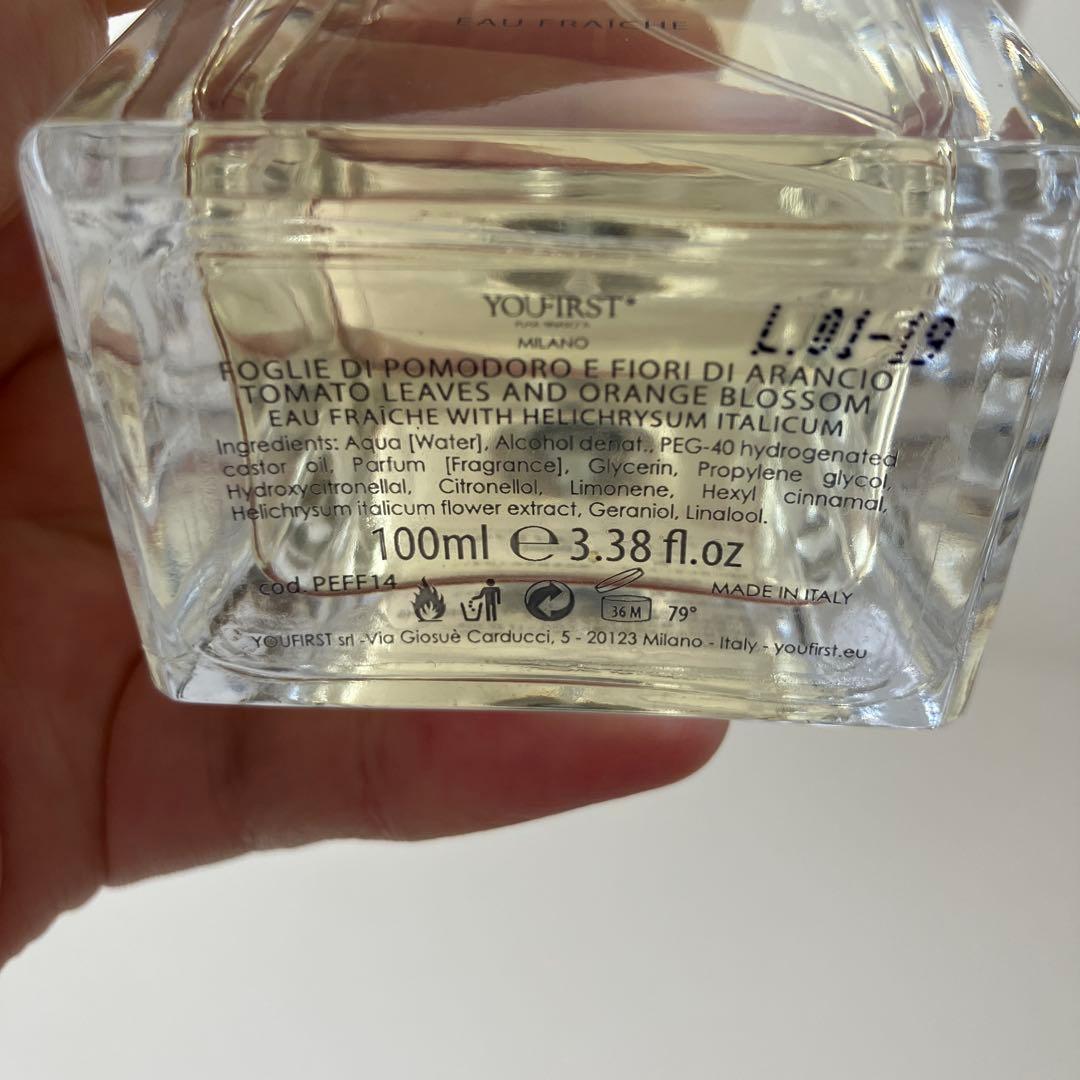 EAU FRAÎCHE
YOUFIRST®
MILANO
L.01-19
FOGLIE DI POMODORO E FIORI DI ARANCIO
TOMATO LEAVES AND ORANGE BLOSSOM
EAU FRAÎCHE WITH HELICHRYSUM ITALICUM
Ingredients: Aqua [Water], Alcohol denat., PEG-40 hydrogenated
castor oil, Parfum [Fragrance], Glycerin, Propylene glycol,
Hydroxycitronellal, Citronellol, Limonene, Hexyl cinnamal,
Helichrysum italicum flower extract, Geraniol, Linalool.
100ml ℮ 3.38 fl.oz
cod. PEFF14
MADE IN ITALY
36 M 79°
YOUFIRST srl -Via Giosuè Carducci, 5 - 20123 Milano - Italy - youfirst.eu